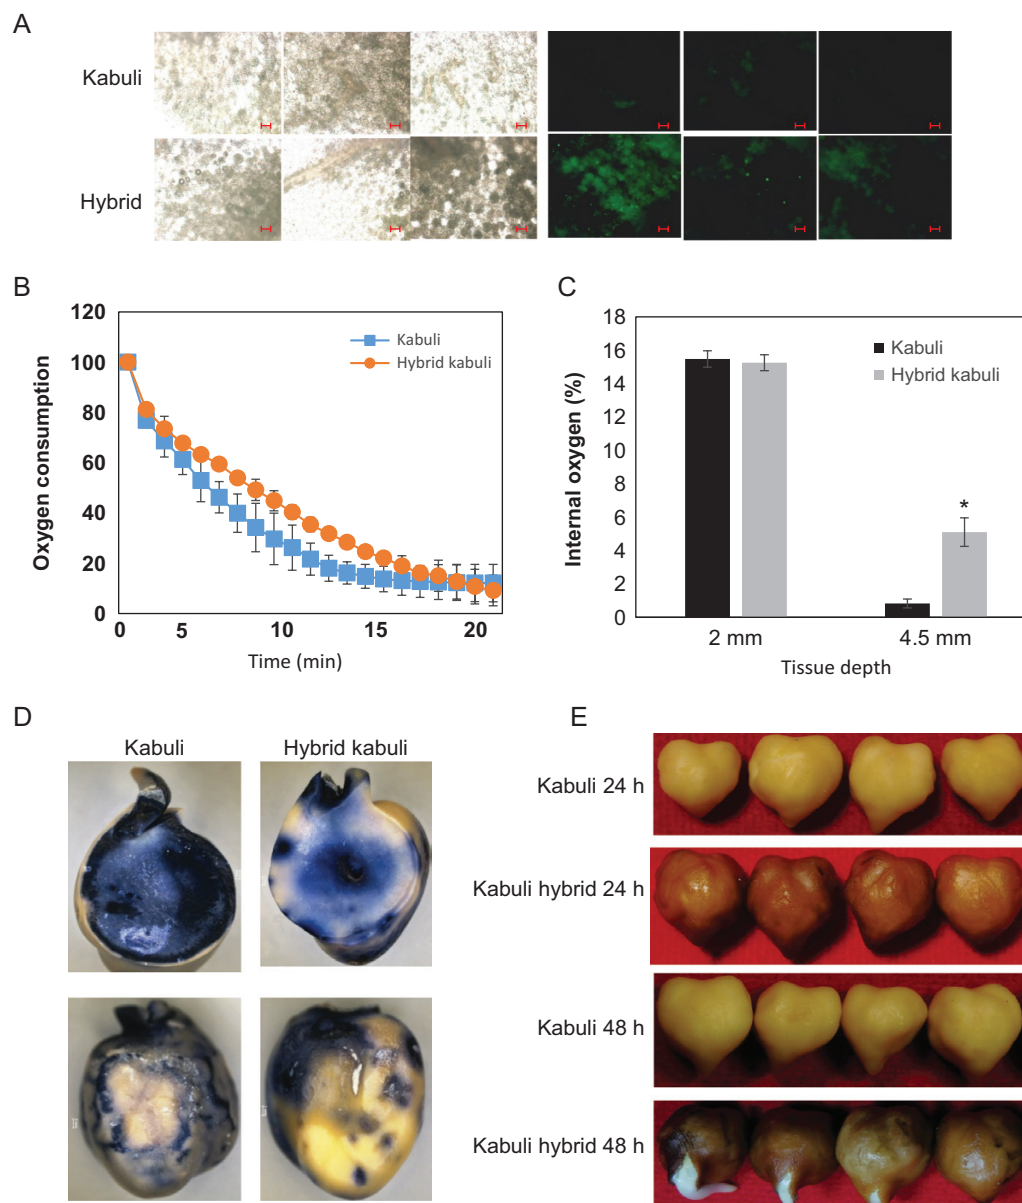 A
Kabuli
Hybrid
B
120
100
80
60
40
20
0
0 5 10 15 20
Oxygen consumption
Time (min)
Kabuli
Hybrid kabuli
C
18
16
14
12
10
8
6
4
2
0
Internal oxygen (%)
Kabuli
Hybrid kabuli
*
2 mm 4.5 mm
Tissue depth
D
Kabuli Hybrid kabuli
E
Kabuli 24 h
Kabuli hybrid 24 h
Kabuli 48 h
Kabuli hybrid 48 h